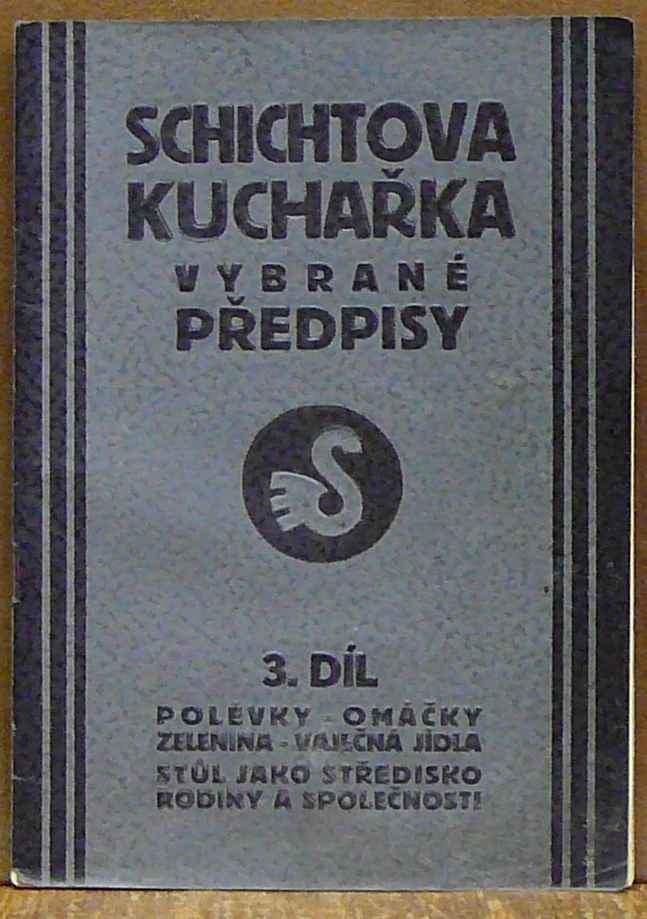 SCHICHTOVA
KUCHAŘKA
VYBRANÉ
PŘEDPISY
3. DÍL
POLÉVKY - OMÁČKY
ZELENINA - VAJEČNÁ JÍDLA
STŮL JAKO STŘEDISKO
RODINY A SPOLEČNOSTI